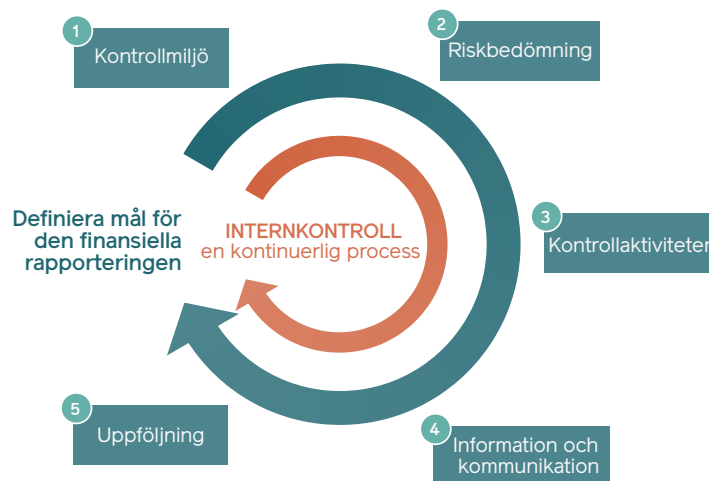 1
Kontrollmiljö
2
Riskbedömning
3
Kontrollaktiviteter
4
Information och
kommunikation
5
Uppföljning
Definiera mål för
den finansiella
rapporteringen
INTERNKONTROLL
en kontinuerlig process